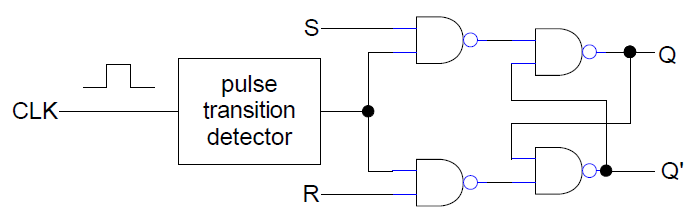 S
CLK
pulse
transition
detector
Q
R
Q'